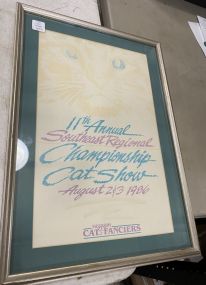 11th Annual
Southeast Regional
Championship
Cat Show
August 2&3 1986
CAT FANCIERS